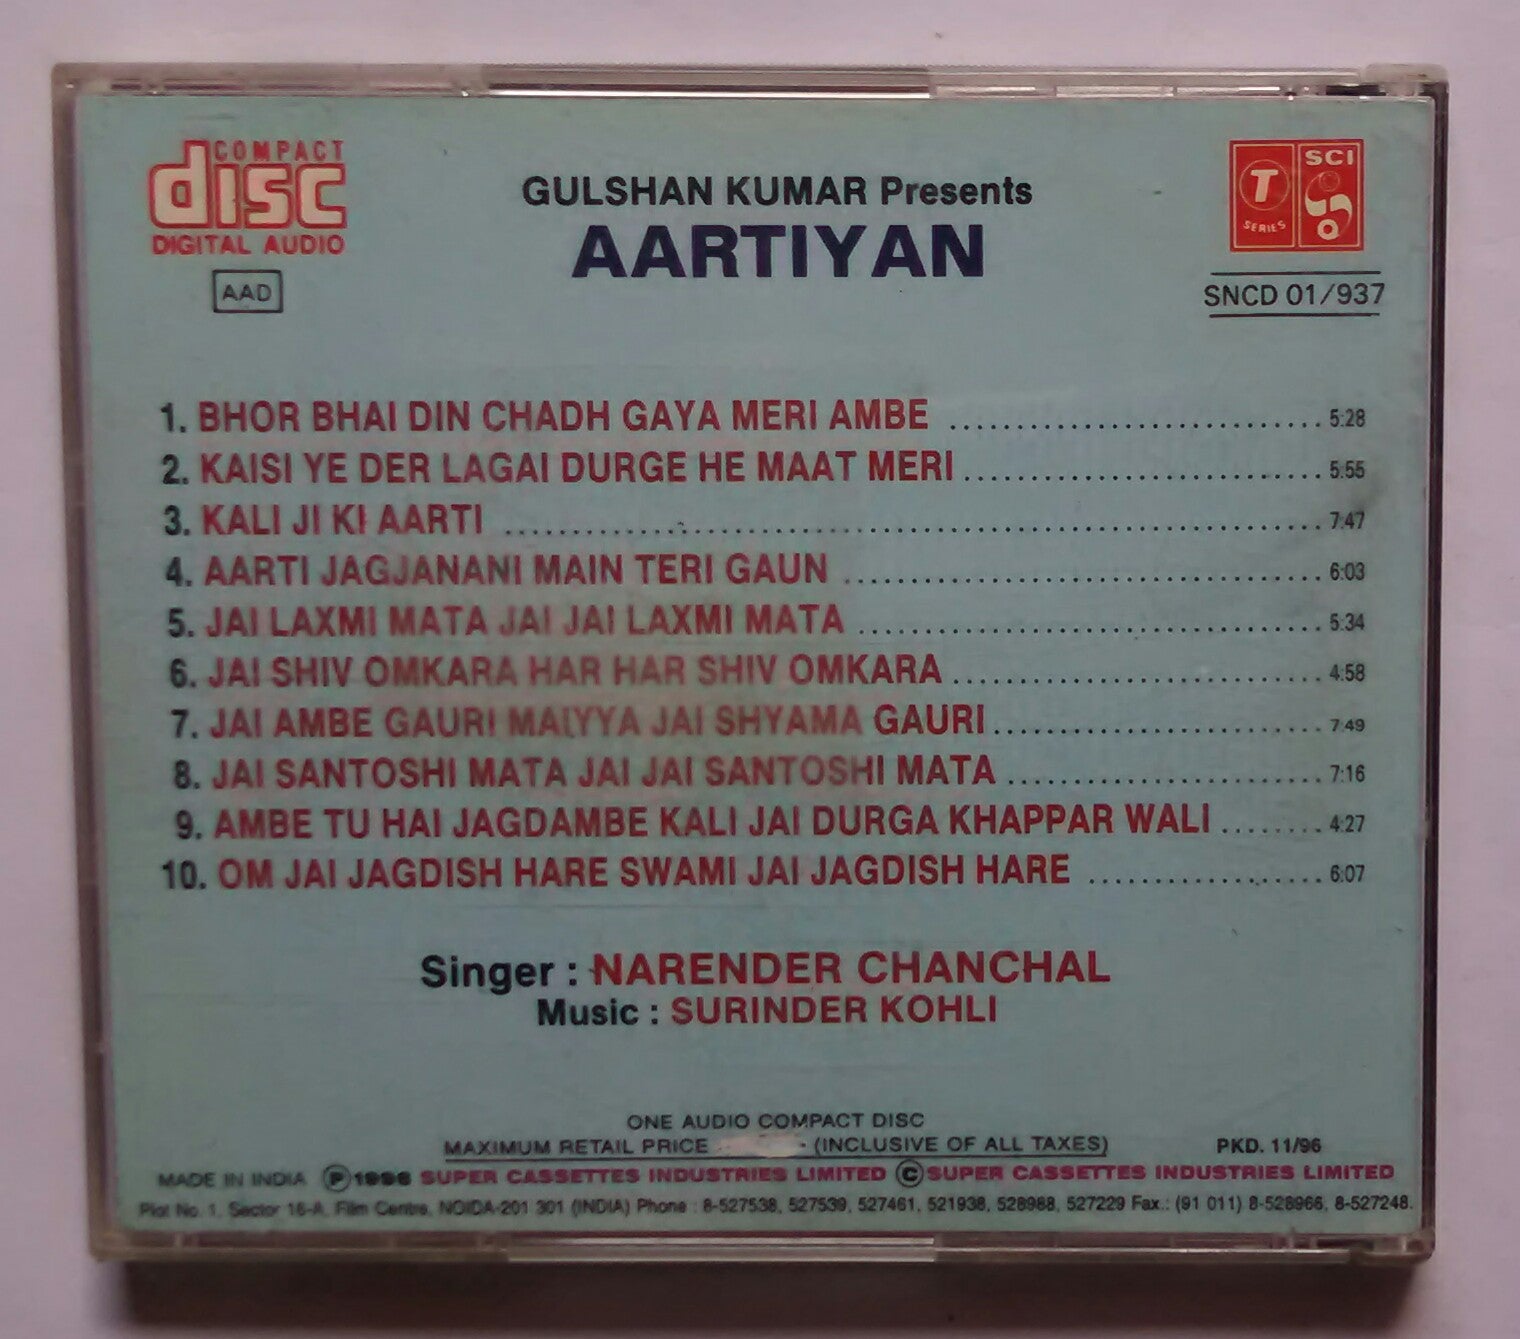 COMPACT
disc
DIGITAL AUDIO
AAD
GULSHAN KUMAR Presents
AARTIYAN
T
SERIES
SCI
SNCD 01/937
1. BHOR BHAI DIN CHADH GAYA MERI AMBE ............................ 5:28
2. KAISI YE DER LAGAI DURGE HE MAAT MERI ........................... 5:55
3. KALI JI KI AARTI ............................................................. 7:47
4. AARTI JAGJANANI MAIN TERI GAUN .................................... 6:03
5. JAI LAXMI MATA JAI JAI LAXMI MATA ................................... 5:34
6. JAI SHIV OMKARA HAR HAR SHIV OMKARA ............................ 4:58
7. JAI AMBE GAURI MAIYYA JAI SHYAMA GAURI ......................... 7:49
8. JAI SANTOSHI MATA JAI JAI SANTOSHI MATA ........................ 7:16
9. AMBE TU HAI JAGDAMBE KALI JAI DURGA KHAPPAR WALI ........ 4:27
10. OM JAI JAGDISH HARE SWAMI JAI JAGDISH HARE .................. 6:07
Singer : NARENDER CHANCHAL
Music : SURINDER KOHLI
ONE AUDIO COMPACT DISC
MAXIMUM RETAIL PRICE - (INCLUSIVE OF ALL TAXES)
PKD. 11/96
MADE IN INDIA Ⓟ 1996 SUPER CASSETTES INDUSTRIES LIMITED © SUPER CASSETTES INDUSTRIES LIMITED
Plot No. 1, Sector 16-A, Film Centre, NOIDA-201 301 (INDIA) Phone : 8-527538, 527539, 527461, 521938, 528988, 527229 Fax.: (91 011) 8-528966, 8-527248.